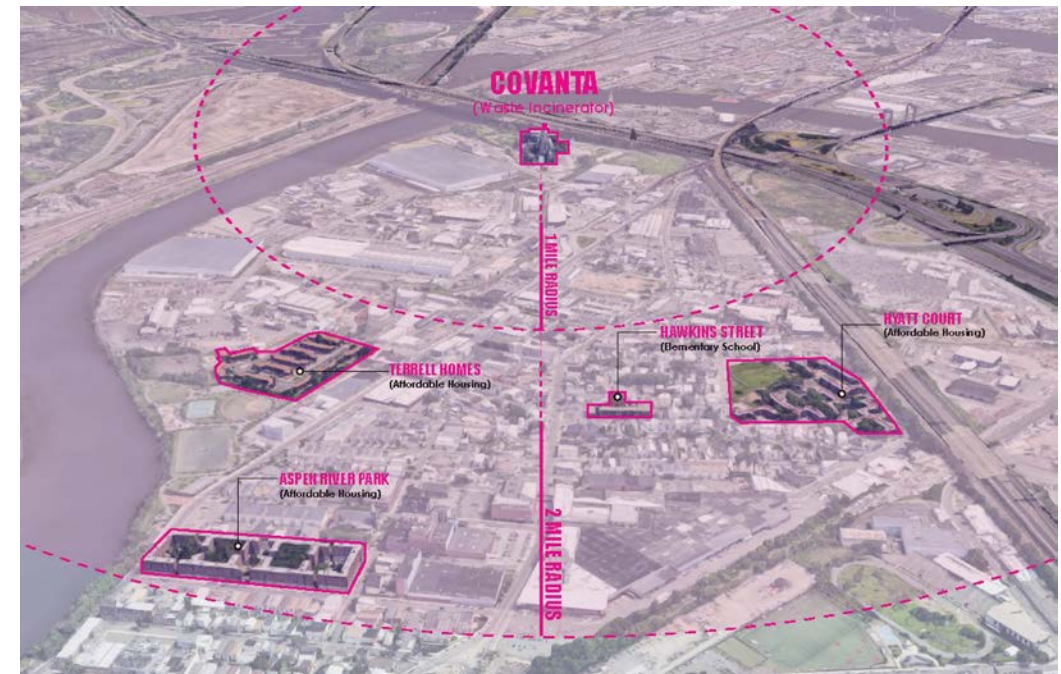 COVANTA
(Waste Incinerator)
1 MILE RADIUS
HAWKINS STREET
(Elementary School)
HYATT COURT
(Affordable Housing)
TERRELL HOMES
(Affordable Housing)
ASPEN RIVER PARK
(Affordable Housing)
2 MILE RADIUS